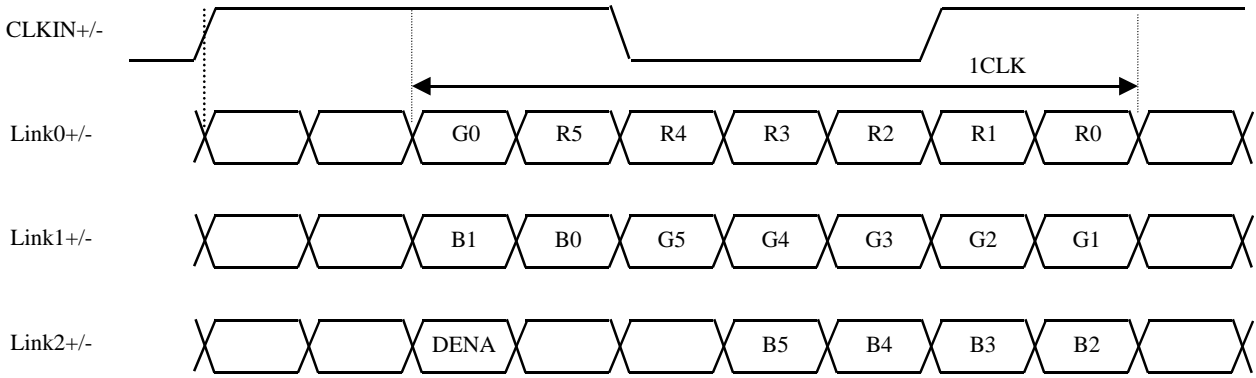 CLKIN+/-
1CLK
Link0+/- G0 R5 R4 R3 R2 R1 R0
Link1+/- B1 B0 G5 G4 G3 G2 G1
Link2+/- DENA B5 B4 B3 B2